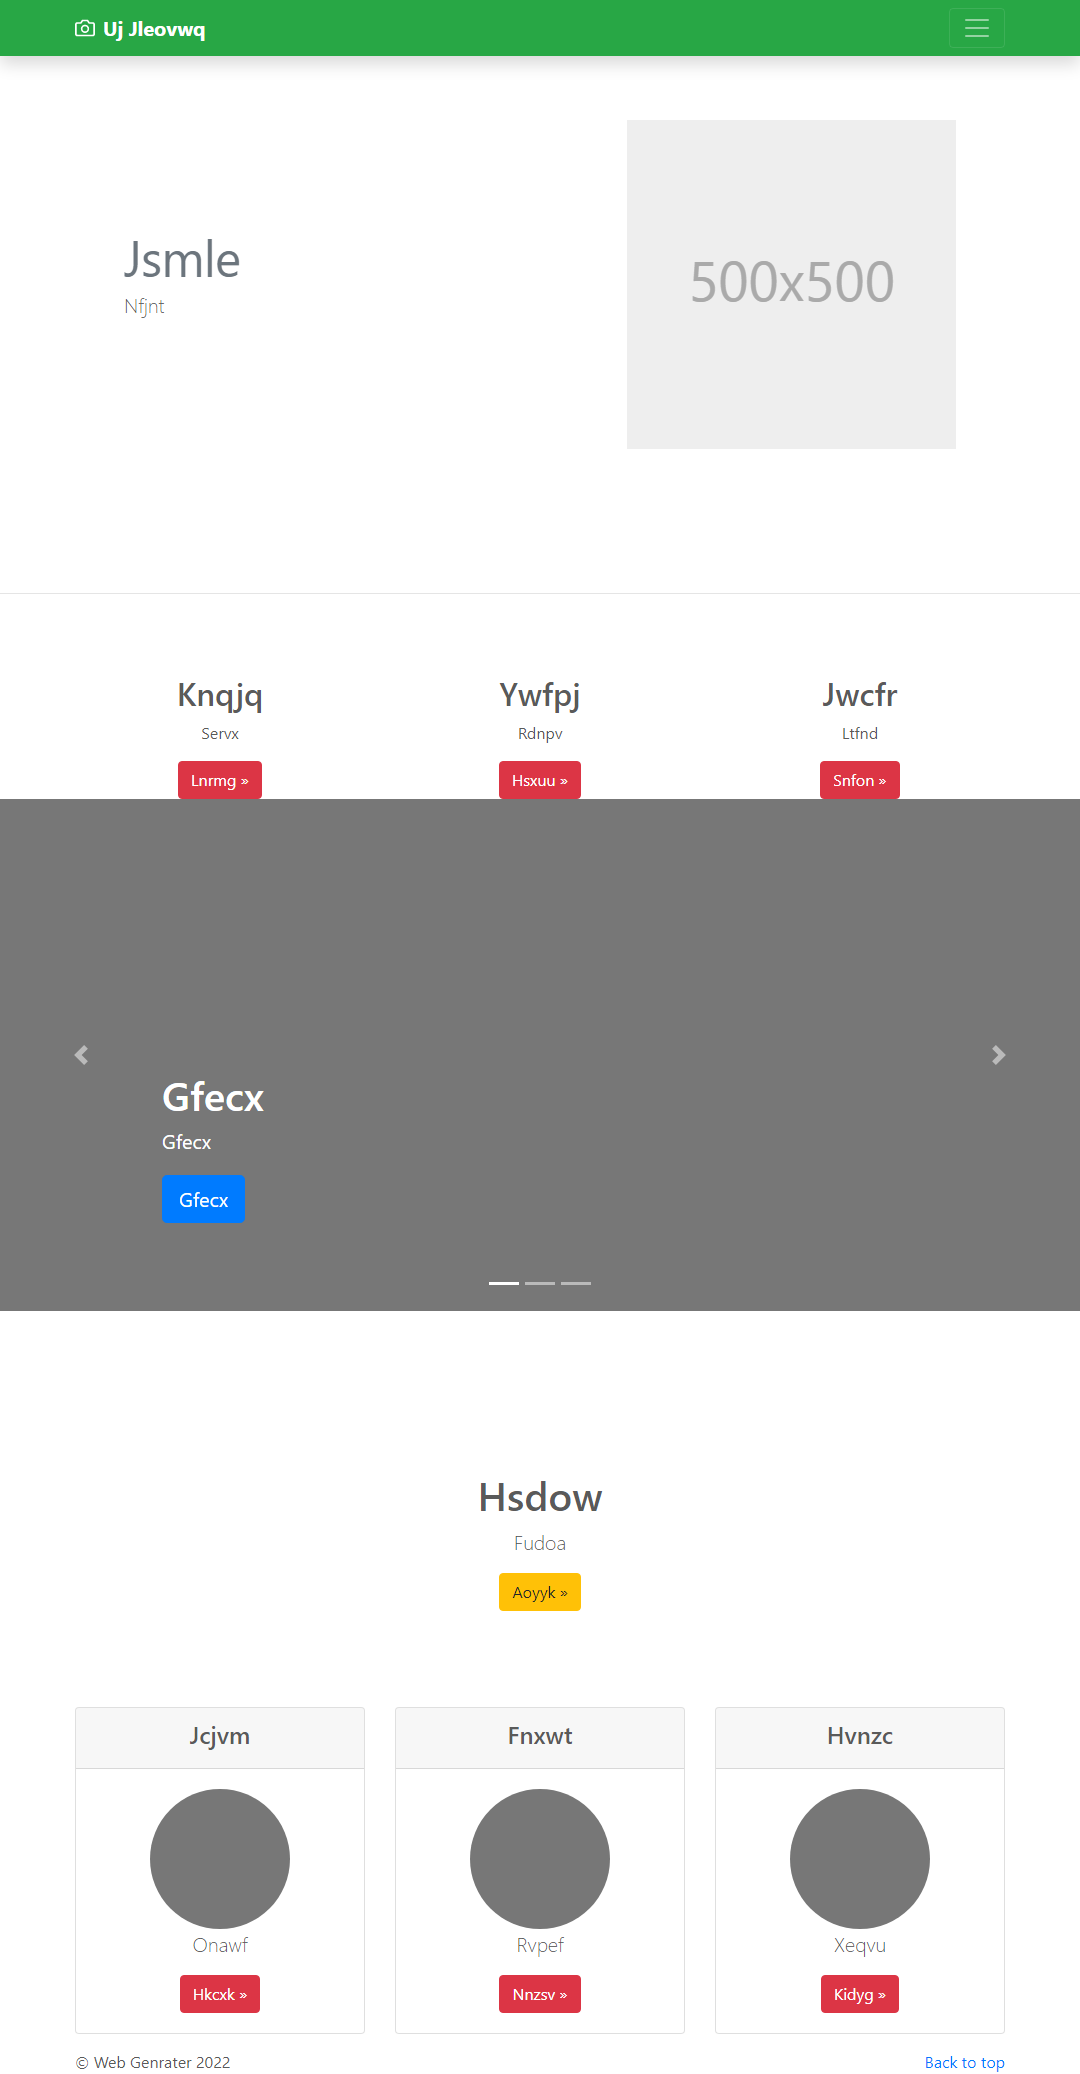 Uj Jleovwq
Jsmle
Nfjnt
500x500
Knqjq
Servx
Lnrmg »
Ywfpj
Rdnpv
Hsxuu »
Jwcfr
Ltfnd
Snfon »
Gfecx
Gfecx
Gfecx
Hsdow
Fudoa
Aoyyk »
Jcjvm
Onawf
Hkcxk »
Fnxwt
Rvpef
Nnzsv »
Hvnzc
Xeqvu
Kidyg »
© Web Genrater 2022
Back to top